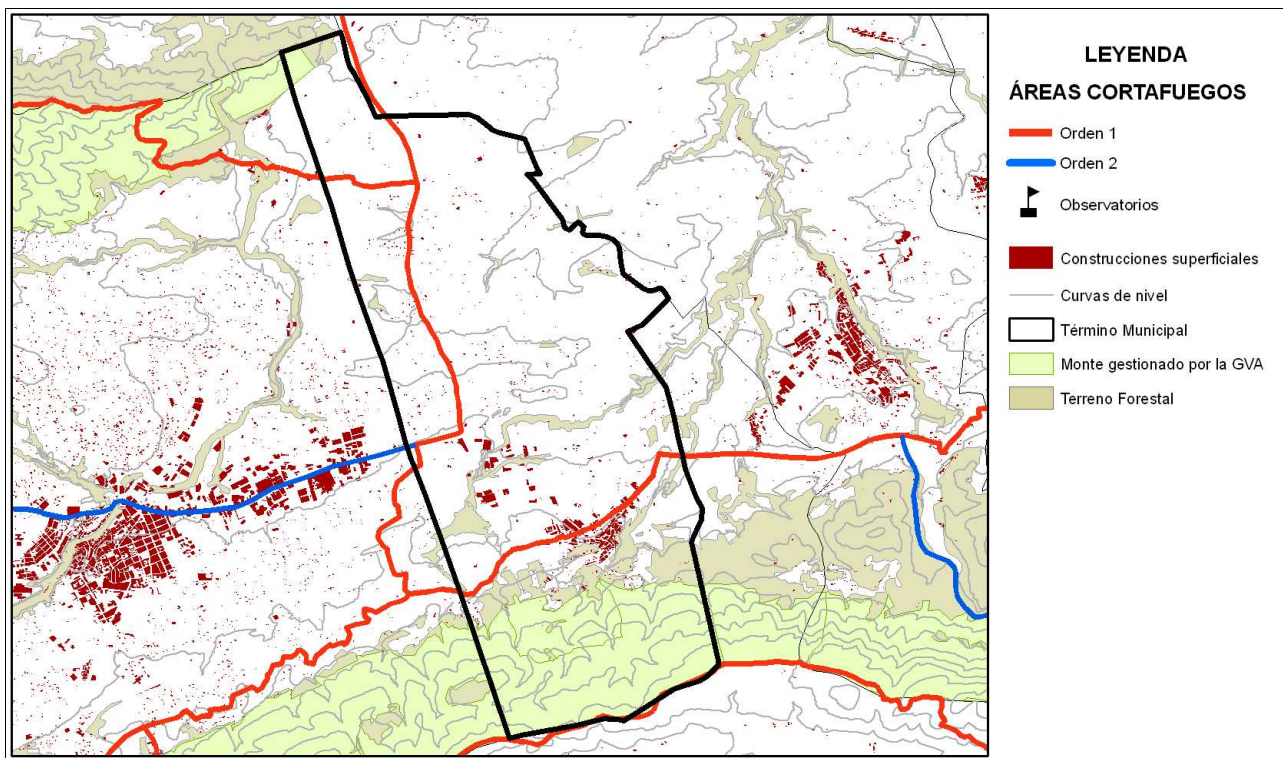 LEYENDA
ÁREAS CORTAFUEGOS
Orden 1
Orden 2
Observatorios
Construcciones superficiales
Curvas de nivel
Término Municipal
Monte gestionado por la GVA
Terreno Forestal